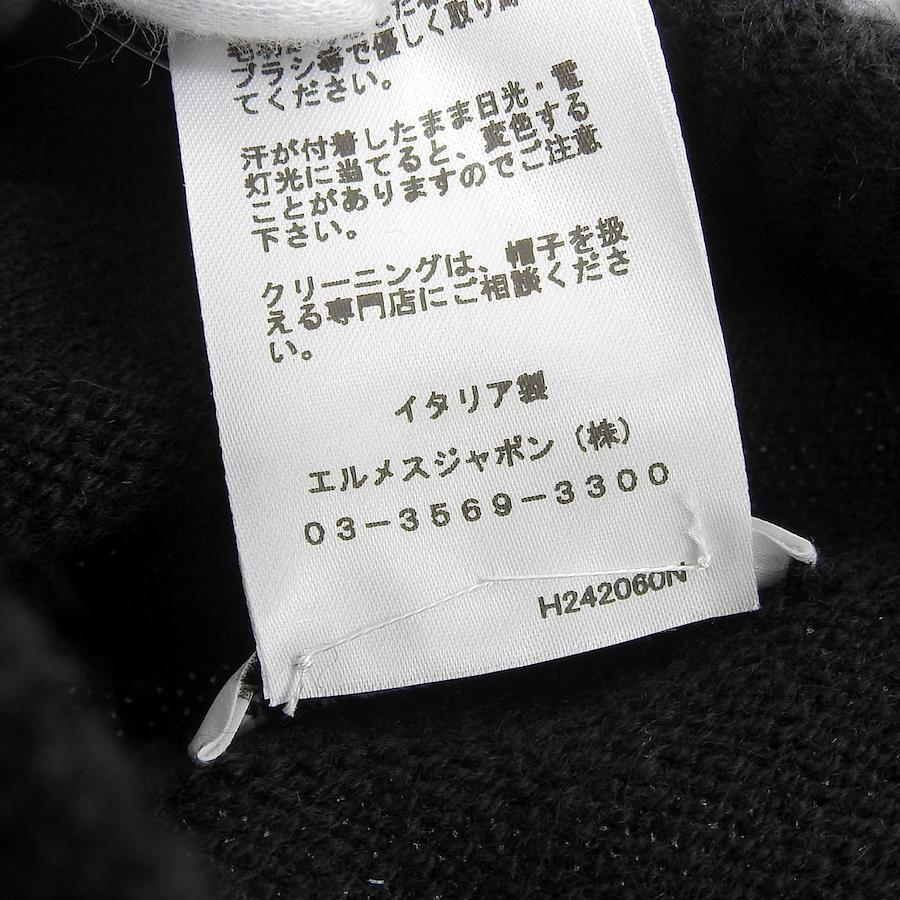 ブラシ等で優しく取り除
てください。
汗が付着したまま日光・電
灯光に当てると、変色する
ことがありますのでご注意
下さい。
クリーニングは、帽子を扱
える専門店にご相談くださ
い。
イタリア製
エルメスジャポン（株）
03-3569-3300
H242060N